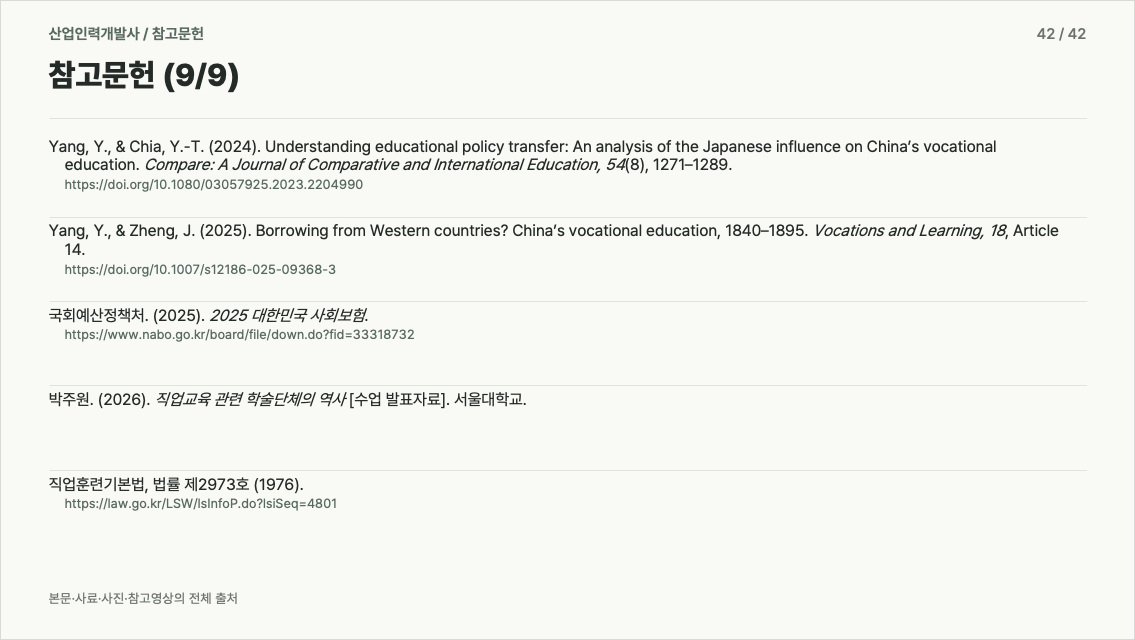 산업인력개발사 / 참고문헌
42 / 42
참고문헌 (9/9)
Yang, Y., & Chia, Y.-T. (2024). Understanding educational policy transfer: An analysis of the Japanese influence on China’s vocational
education. Compare: A Journal of Comparative and International Education, 54(8), 1271–1289.
https://doi.org/10.1080/03057925.2023.2204990
Yang, Y., & Zheng, J. (2025). Borrowing from Western countries? China’s vocational education, 1840–1895. Vocations and Learning, 18, Article
14.
https://doi.org/10.1007/s12186-025-09368-3
국회예산정책처. (2025). 2025 대한민국 사회보험.
https://www.nabo.go.kr/board/file/down.do?fid=33318732
박주원. (2026). 직업교육 관련 학술단체의 역사 [수업 발표자료]. 서울대학교.
직업훈련기본법, 법률 제2973호 (1976).
https://law.go.kr/LSW/lsInfoP.do?lsiSeq=4801
본문·사료·사진·참고영상의 전체 출처